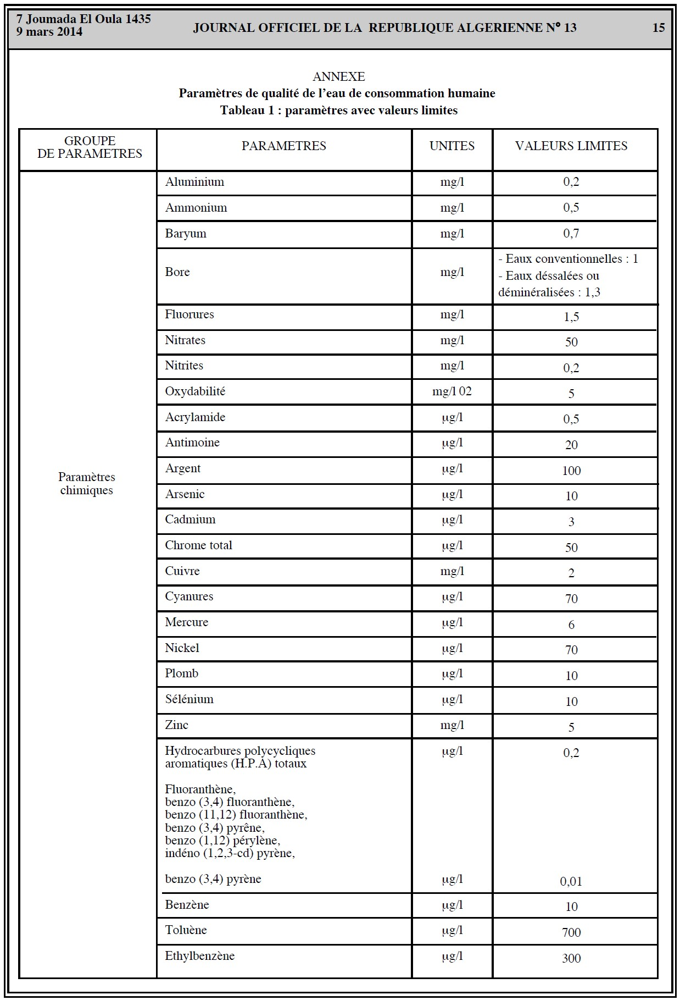 7 Joumada El Oula 1435
9 mars 2014
JOURNAL OFFICIEL DE LA REPUBLIQUE ALGERIENNE N° 13
15
ANNEXE
Paramètres de qualité de l’eau de consommation humaine
Tableau 1 : paramètres avec valeurs limites
GROUPE
DE PARAMETRES
PARAMETRES
UNITES
VALEURS LIMITES
Paramètres
chimiques
Aluminium mg/l 0,2
Ammonium mg/l 0,5
Baryum mg/l 0,7
Bore mg/l
- Eaux conventionnelles : 1
- Eaux déssalées ou
déminéralisées : 1,3
Fluorures mg/l 1,5
Nitrates mg/l 50
Nitrites mg/l 0,2
Oxydabilité mg/l 02 5
Acrylamide µg/l 0,5
Antimoine µg/l 20
Argent µg/l 100
Arsenic µg/l 10
Cadmium µg/l 3
Chrome total µg/l 50
Cuivre mg/l 2
Cyanures µg/l 70
Mercure µg/l 6
Nickel µg/l 70
Plomb µg/l 10
Sélénium µg/l 10
Zinc mg/l 5
Hydrocarbures polycycliques µg/l 0,2
aromatiques (H.P.A) totaux
Fluoranthène,
benzo (3,4) fluoranthène,
benzo (11,12) fluoranthène,
benzo (3,4) pyrêne,
benzo (1,12) pérylène,
indéno (1,2,3-cd) pyrène,
benzo (3,4) pyrène µg/l 0,01
Benzène µg/l 10
Toluène µg/l 700
Ethylbenzène µg/l 300